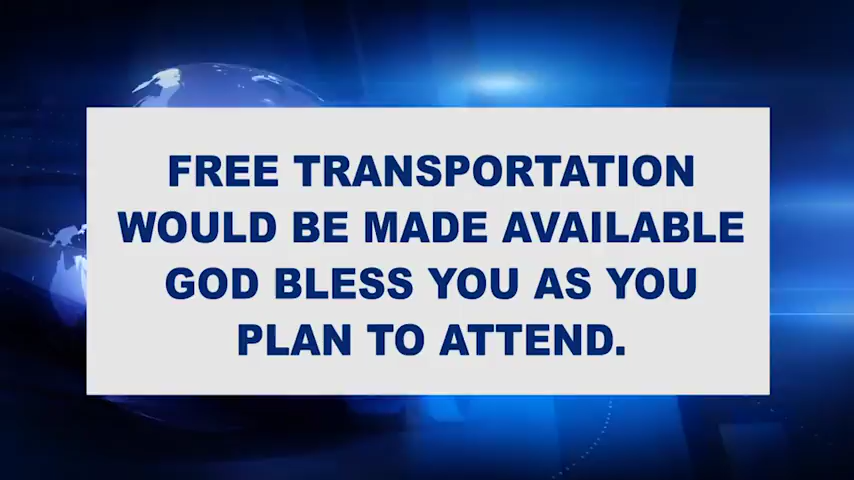 FREE TRANSPORTATION
WOULD BE MADE AVAILABLE
GOD BLESS YOU AS YOU
PLAN TO ATTEND.